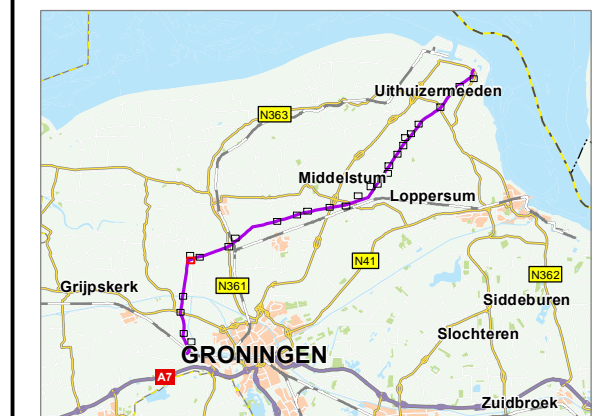 Uithuizermeeden
N363
Middelstum
Loppersum
N41
N362
N361
Grijpskerk
Siddeburen
Slochteren
GRONINGEN
A7
Zuidbroek